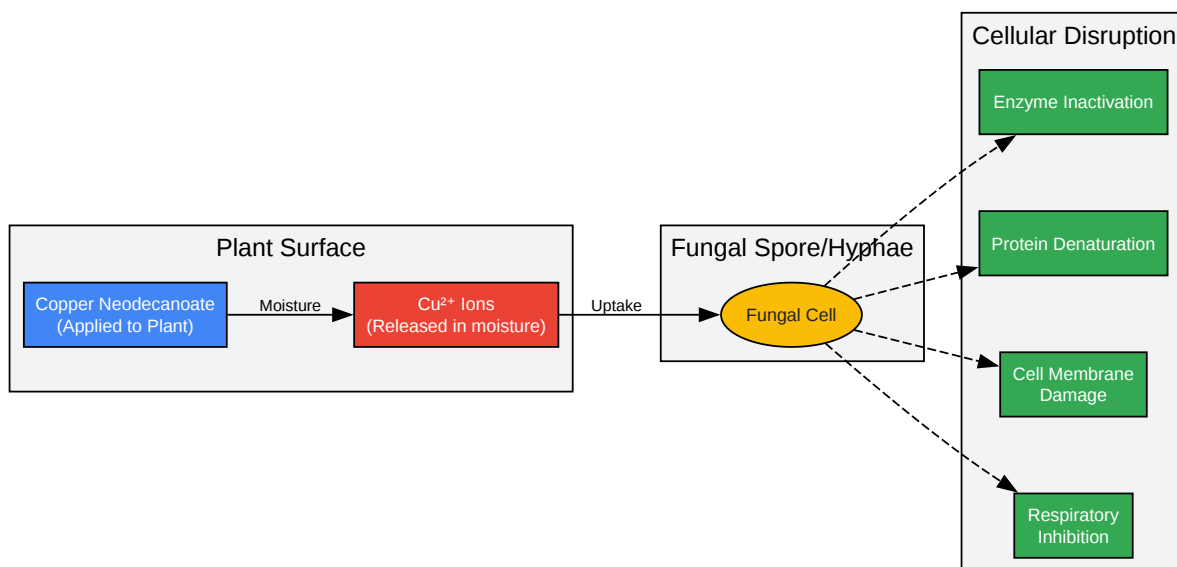 Plant Surface
Copper Neodecanoate
(Applied to Plant)
Moisture
Cu²⁺ Ions
(Released in moisture)
Uptake
Fungal Spore/Hyphae
Fungal Cell
Cellular Disruption
Enzyme Inactivation
Protein Denaturation
Cell Membrane
Damage
Respiratory
Inhibition